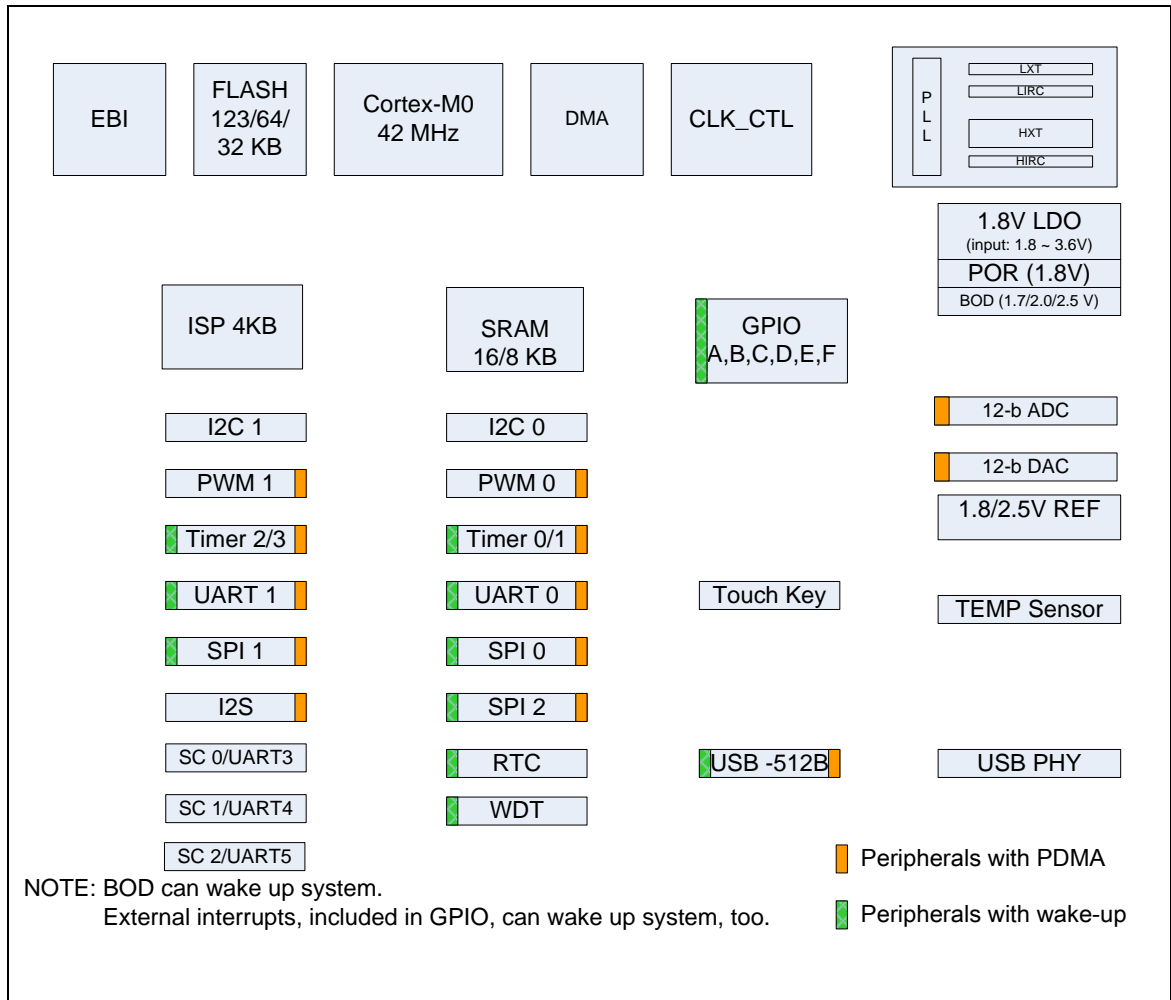 EBI
FLASH
123/64/
32 KB
Cortex-M0
42 MHz
DMA
CLK_CTL
P
L
L
LXT
LIRC
HXT
HIRC
1.8V LDO
(input: 1.8 ~ 3.6V)
POR (1.8V)
BOD (1.7/2.0/2.5 V)
ISP 4KB
SRAM
16/8 KB
GPIO
A,B,C,D,E,F
I2C 1
I2C 0
12-b ADC
PWM 1
PWM 0
12-b DAC
1.8/2.5V REF
Timer 2/3
Timer 0/1
UART 1
UART 0
Touch Key
TEMP Sensor
SPI 1
SPI 0
I2S
SPI 2
SC 0/UART3
RTC
USB -512B
USB PHY
SC 1/UART4
WDT
SC 2/UART5
Peripherals with PDMA
NOTE: BOD can wake up system.
External interrupts, included in GPIO, can wake up system, too.
Peripherals with wake-up